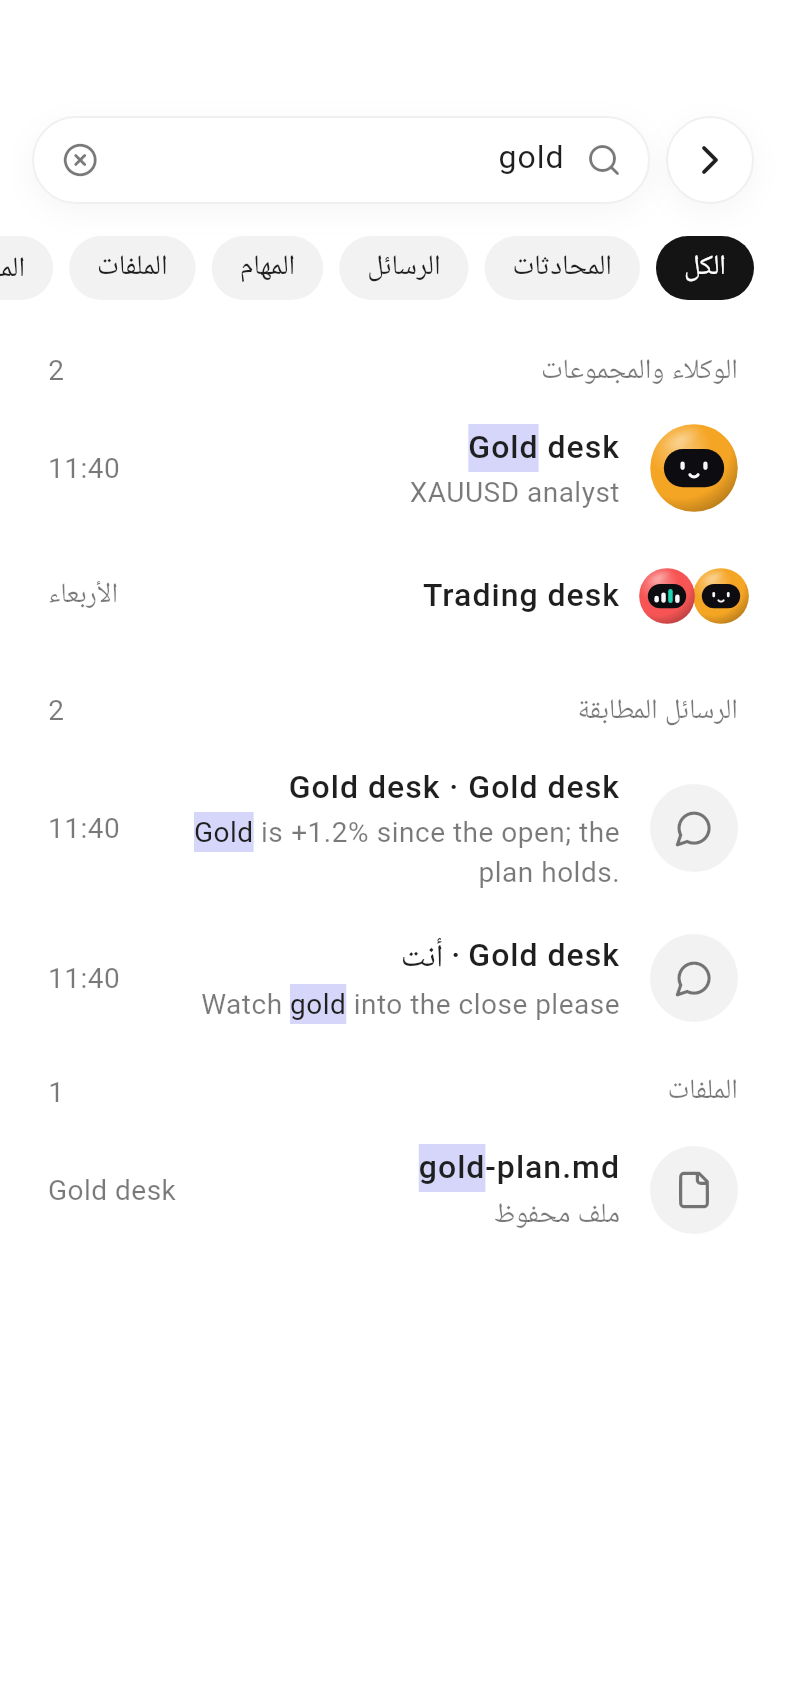 gold
الكل
المحادثات
الرسائل
المهام
الملفات
الوكلاء والمجموعات
2
Gold desk
XAUUSD analyst
11:40
Trading desk
الأربعاء
الرسائل المطابقة
2
Gold desk · Gold desk
Gold is +1.2% since the open; the
plan holds.
11:40
Gold desk · أنت
Watch gold into the close please
11:40
الملفات
1
gold-plan.md
ملف محفوظ
Gold desk